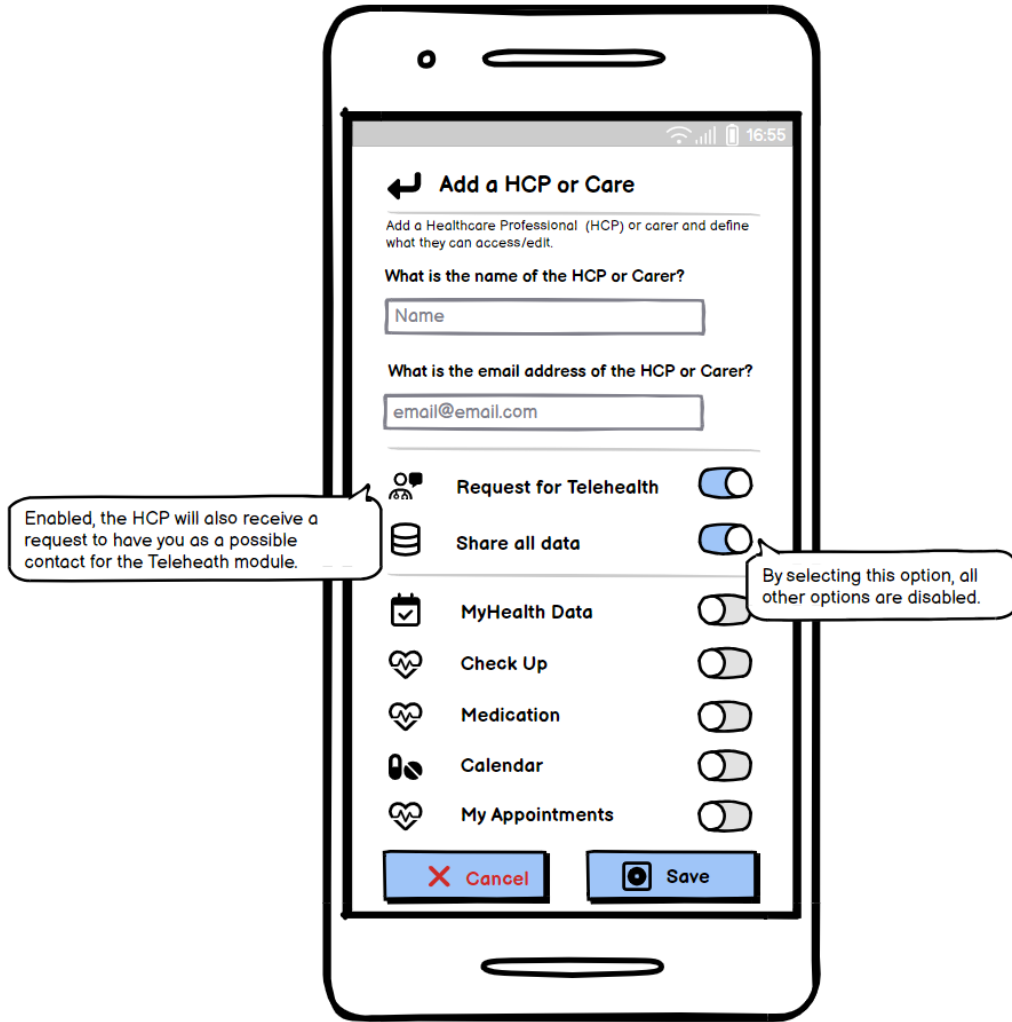 16:55
Add a HCP or Care
Add a Healthcare Professional (HCP) or carer and define
what they can access/edit.
What is the name of the HCP or Carer?
Name
What is the email address of the HCP or Carer?
email@email.com
Request for Telehealth
Enabled, the HCP will also receive a
request to have you as a possible
contact for the Teleheath module.
Share all data
By selecting this option, all
other options are disabled.
MyHealth Data
Check Up
Medication
Calendar
My Appointments
Cancel
Save